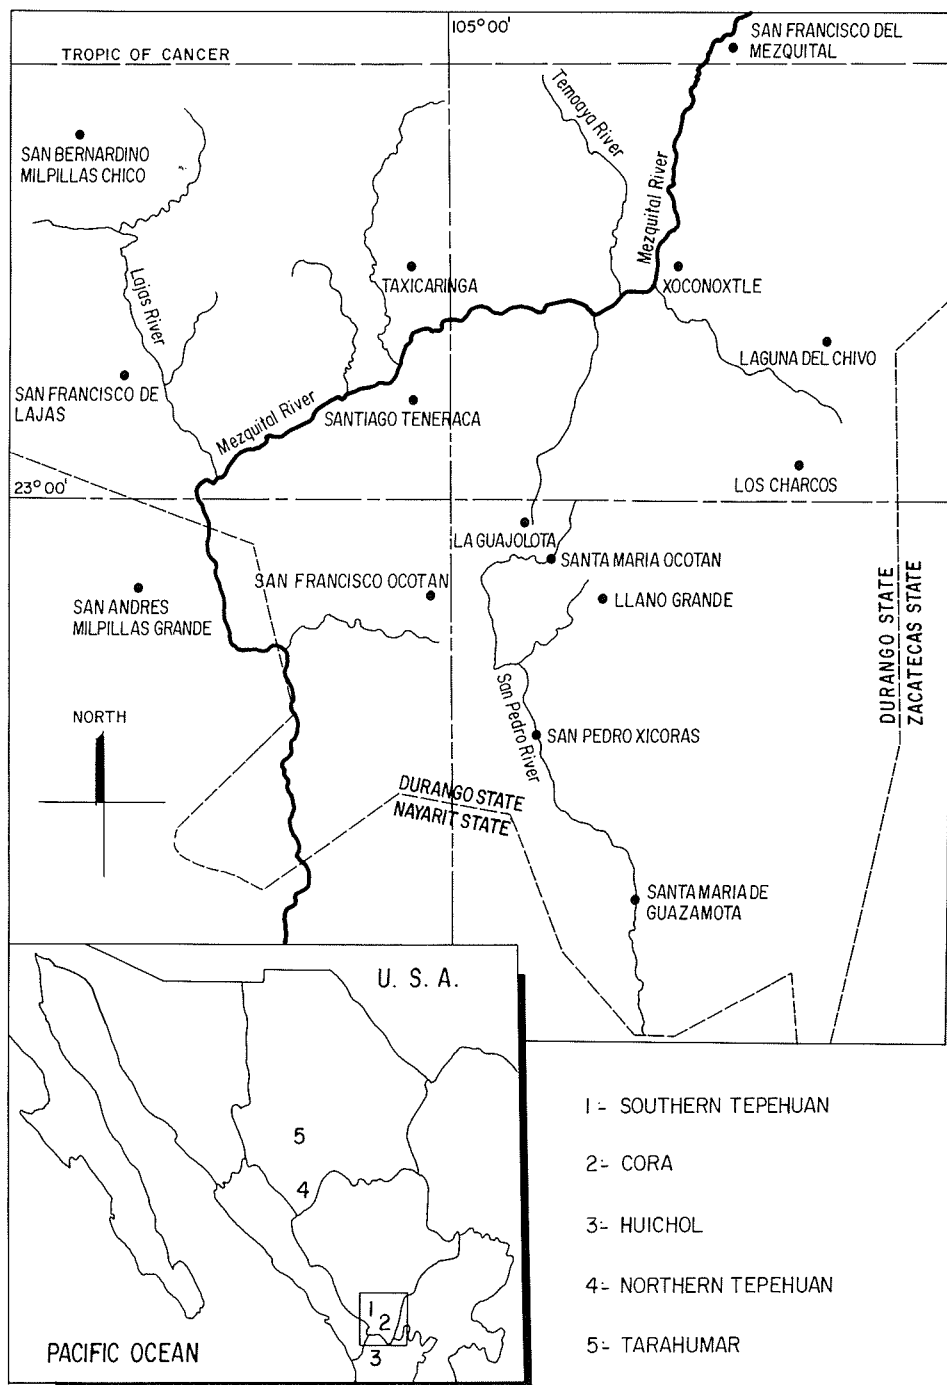 105°00'
SAN FRANCISCO DEL
MEZQUITAL
TROPIC OF CANCER
Temoaya River
SAN BERNARDINO
MILPILLAS CHICO
Mezquital River
Lajas River
TAXICARINGA
XOCONOXTLE
LAGUNA DEL CHIVO
SAN FRANCISCO DE
LAJAS
Mezquital River
SANTIAGO TENERACA
23°00'
LOS CHARCOS
LA GUAJOLOTA
SANTA MARIA OCOTAN
SAN FRANCISCO OCOTAN
SAN ANDRES
MILPILLAS GRANDE
LLANO GRANDE
DURANGO STATE
ZACATECAS STATE
NORTH
San Pedro River
SAN PEDRO XICORAS
DURANGO STATE
NAYARIT STATE
SANTA MARIA DE
GUAZAMOTA
U. S. A.
5
4
1
2
3
PACIFIC OCEAN
1:- SOUTHERN TEPEHUAN
2:- CORA
3:- HUICHOL
4:- NORTHERN TEPEHUAN
5:- TARAHUMAR